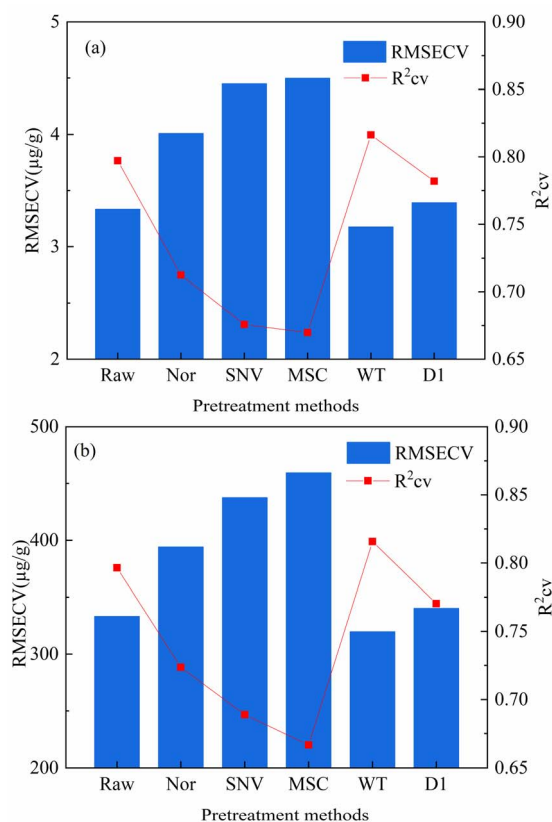 (a)
RMSECV
R²cv
5
4
3
2
RMSECV(μg/g)
0.90
0.85
0.80
0.75
0.70
0.65
R²cv
Raw Nor SNV MSC WT D1
Pretreatment methods
(b)
RMSECV
R²cv
500
400
300
200
RMSECV(μg/g)
0.90
0.85
0.80
0.75
0.70
0.65
R²cv
Raw Nor SNV MSC WT D1
Pretreatment methods